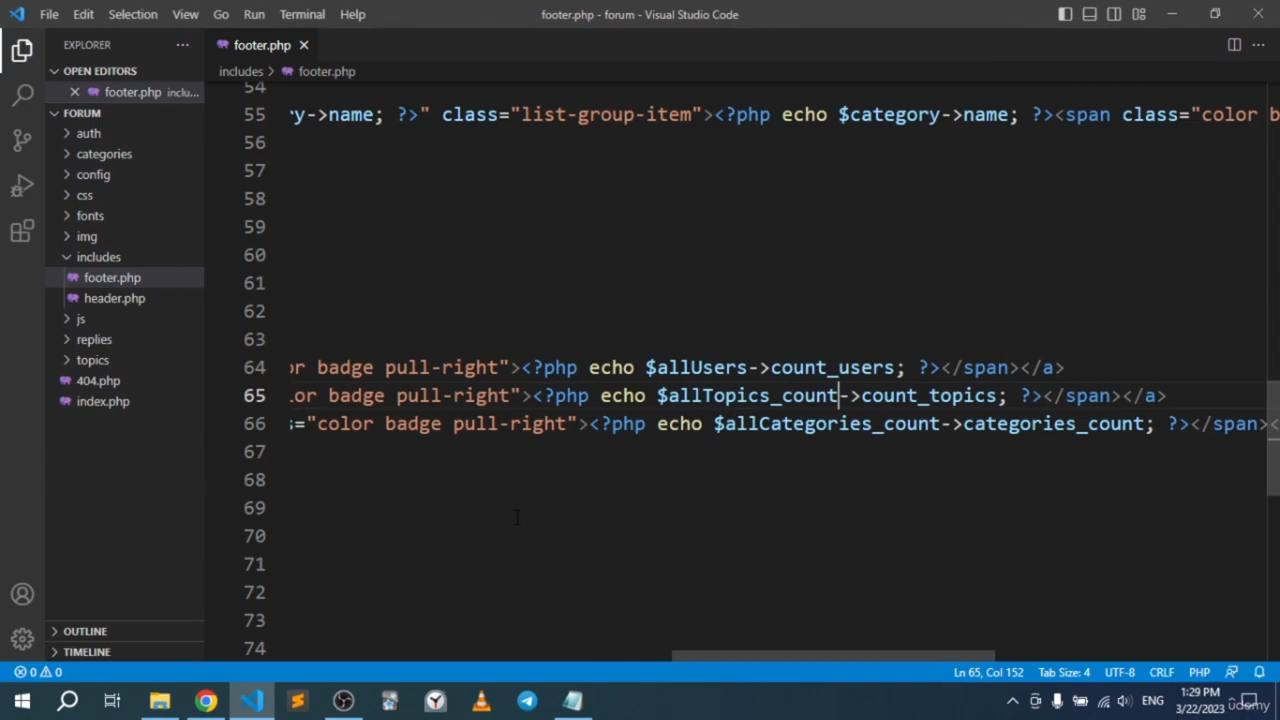 File Edit Selection View Go Run Terminal Help footer.php - forum - Visual Studio Code
EXPLORER
footer.php
OPEN EDITORS
includes > footer.php
footer.php inclu...
FORUM
auth
categories
config
css
fonts
img
includes
footer.php
header.php
js
replies
topics
404.php
index.php
OUTLINE
TIMELINE
54
55 ry->name; ?>" class="list-group-item"><?php echo $category->name; ?><span class="color b
56
57
58
59
60
61
62
63
64 or badge pull-right"><?php echo $allUsers->count_users; ?></span></a>
65 lor badge pull-right"><?php echo $allTopics_count->count_topics; ?></span></a>
66 s="color badge pull-right"><?php echo $allCategories_count->categories_count; ?></span><
67
68
69
70
71
72
73
74
0 0 Ln 65, Col 152 Tab Size: 4 UTF-8 CRLF PHP
ENG
1:29 PM
3/22/2023
udemy